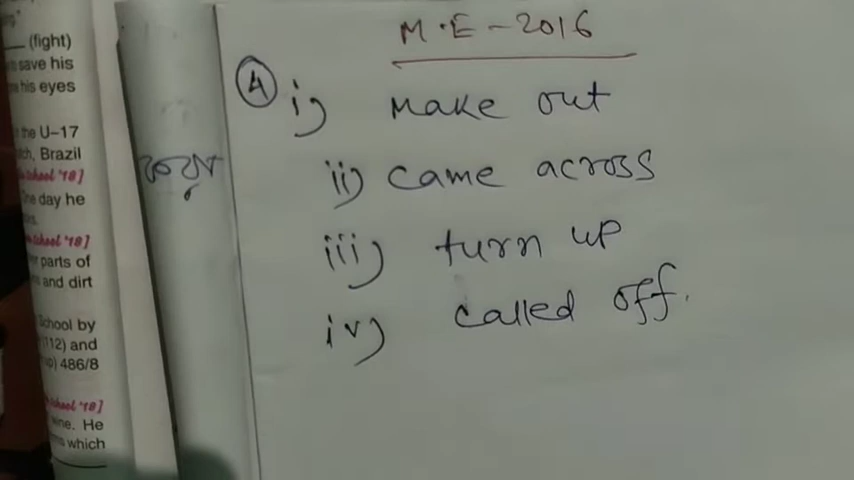 (fight)
save his
his eyes
the U-17
Brazil
School '18]
One day he
School '18]
parts of
and dirt
School by
(112) and
486/8
School '18]
He
which
M.E - 2016
④ i) Make out
ii) came across
iii) turn up
iv) called off.